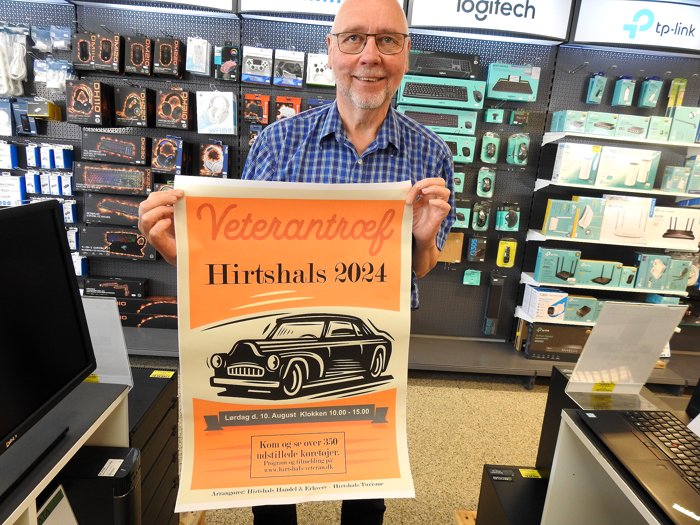 logitech
tp-link
Veterantræf
Hirtshals 2024
Lørdag d. 10. August Klokken 10.00 - 15.00
Kom og se over 350
udstillede køretøjer.
Program og tilmelding på
www.hirtshals-veteran.dk
Arrangører: Hirtshals Handel & Erhverv - Hirtshals Turisme
DELL